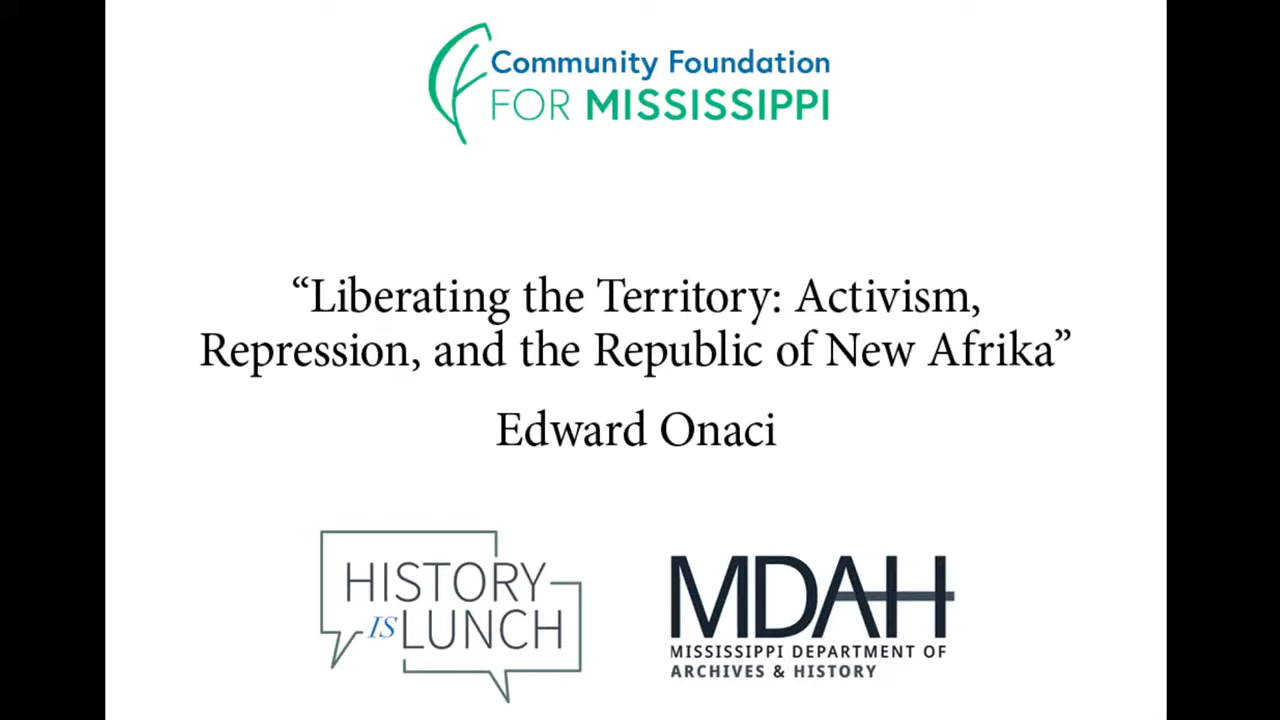 Community Foundation
FOR MISSISSIPPI
“Liberating the Territory: Activism,
Repression, and the Republic of New Afrika”
Edward Onaci
HISTORY
IS LUNCH
MDAH
MISSISSIPPI DEPARTMENT OF
ARCHIVES & HISTORY